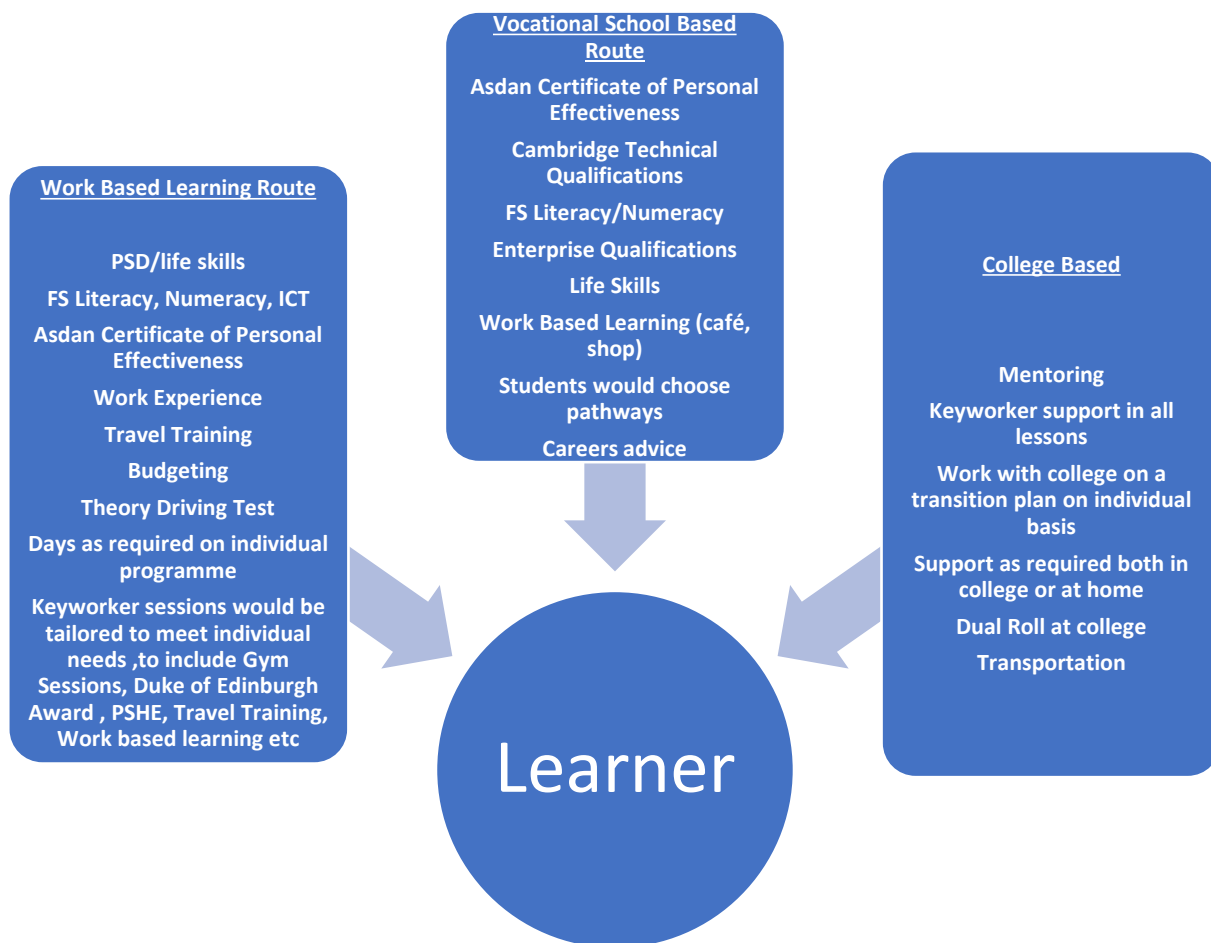 Vocational School Based
Route
Asdan Certificate of Personal
Effectiveness
Cambridge Technical
Qualifications
FS Literacy/Numeracy
Enterprise Qualifications
Life Skills
Work Based Learning (café,
shop)
Students would choose
pathways
Careers advice
Work Based Learning Route
PSD/life skills
FS Literacy, Numeracy, ICT
Asdan Certificate of Personal
Effectiveness
Work Experience
Travel Training
Budgeting
Theory Driving Test
Days as required on individual
programme
Keyworker sessions would be
tailored to meet individual
needs ,to include Gym
Sessions, Duke of Edinburgh
Award , PSHE, Travel Training,
Work based learning etc
College Based
Mentoring
Keyworker support in all
lessons
Work with college on a
transition plan on individual
basis
Support as required both in
college or at home
Dual Roll at college
Transportation
Learner